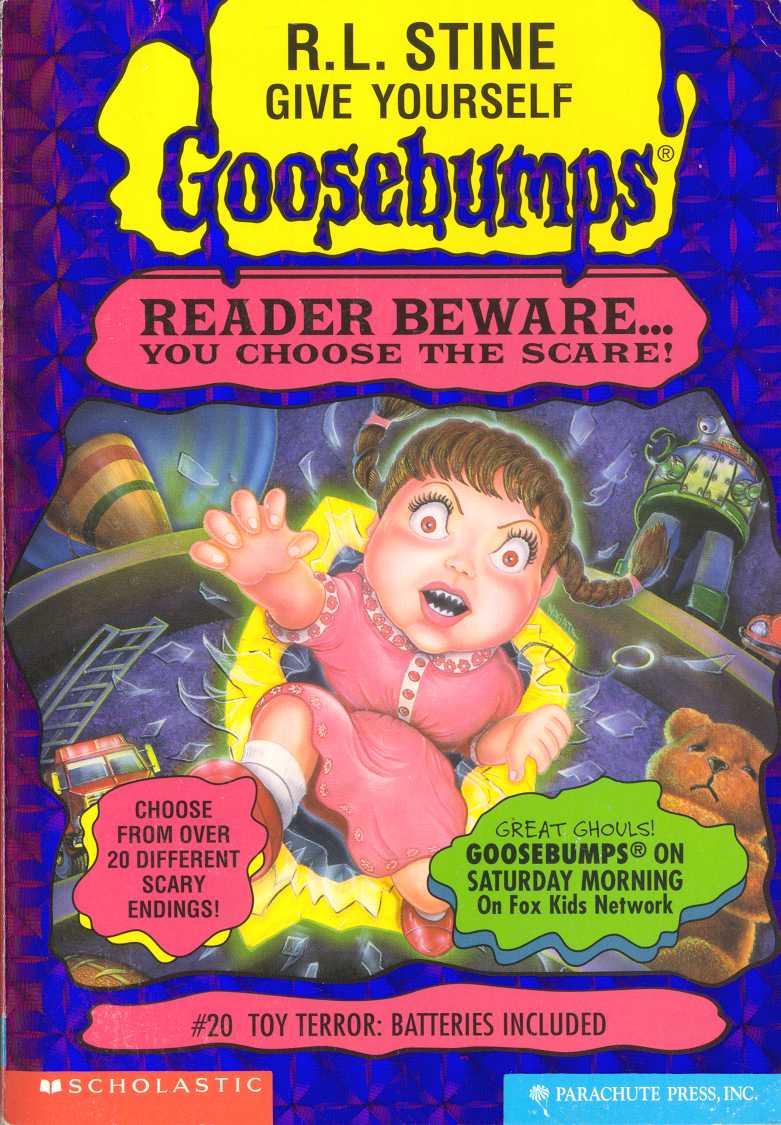 R.L. STINE
GIVE YOURSELF
Goosebumps®
READER BEWARE...
YOU CHOOSE THE SCARE!
NAGATA
CHOOSE
FROM OVER
20 DIFFERENT
SCARY
ENDINGS!
GREAT GHOULS!
GOOSEBUMPS® ON
SATURDAY MORNING
On Fox Kids Network
#20 TOY TERROR: BATTERIES INCLUDED
SCHOLASTIC
PARACHUTE PRESS, INC.